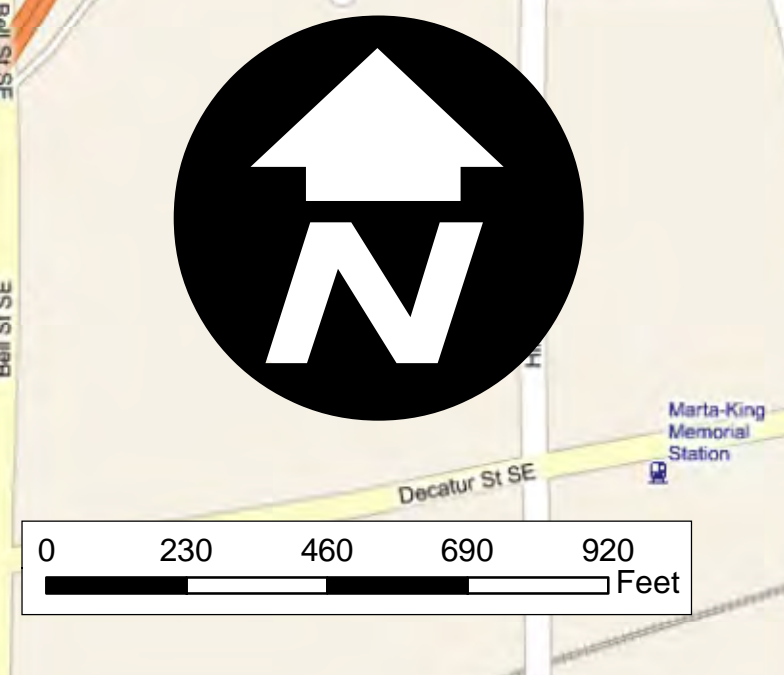 Bell St SE
N
Bell St SE
Marta-King
Memorial
Station
Decatur St SE
0 230 460 690 920
Feet